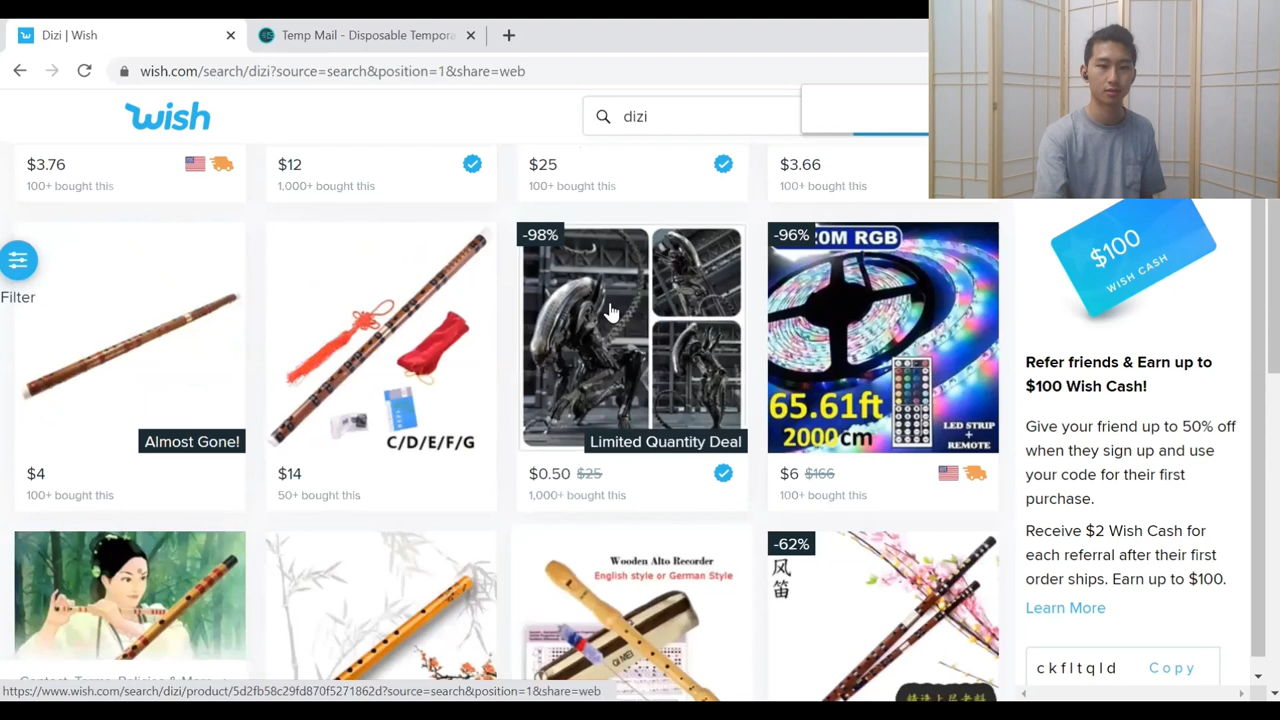 Dizi | Wish
Temp Mail - Disposable Tempora
wish.com/search/dizi?source=search&position=1&share=web
wish
dizi
$3.76
100+ bought this
$12
1,000+ bought this
$25
100+ bought this
$3.66
100+ bought this
Filter
Almost Gone!
$4
100+ bought this
C/D/E/F/G
$14
50+ bought this
-98%
Limited Quantity Deal
$0.50 $25
1,000+ bought this
-96%
20M RGB
65.61ft
2000cm
LED STRIP
+
REMOTE
$6 $166
100+ bought this
$100
WISH CASH
Refer friends & Earn up to
$100 Wish Cash!
Give your friend up to 50% off
when they sign up and use
your code for their first
purchase.
Receive $2 Wish Cash for
each referral after their first
order ships. Earn up to $100.
Learn More
ckfltqld Copy
Wooden Alto Recorder
English style or German Style
QI MEI
-62%
风
笛
Contact, Terms, Policies & More
https://www.wish.com/search/dizi/product/5d2fb52c29fd870f5271862d?source=search&position=1&share=web